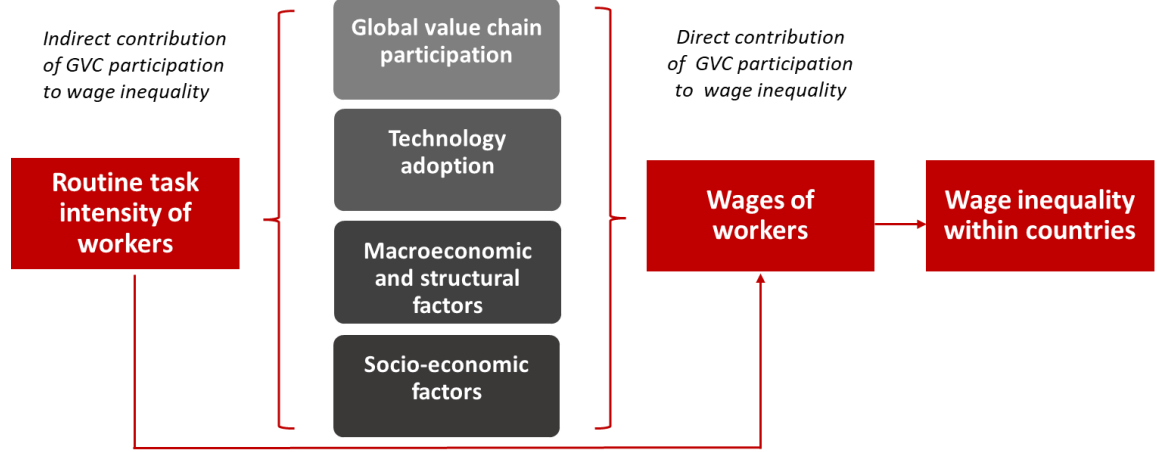 Indirect contribution
of GVC participation
to wage inequality
Routine task
intensity of
workers
Global value chain
participation
Technology
adoption
Macroeconomic
and structural
factors
Socio-economic
factors
Direct contribution
of GVC participation
to wage inequality
Wages of
workers
Wage inequality
within countries